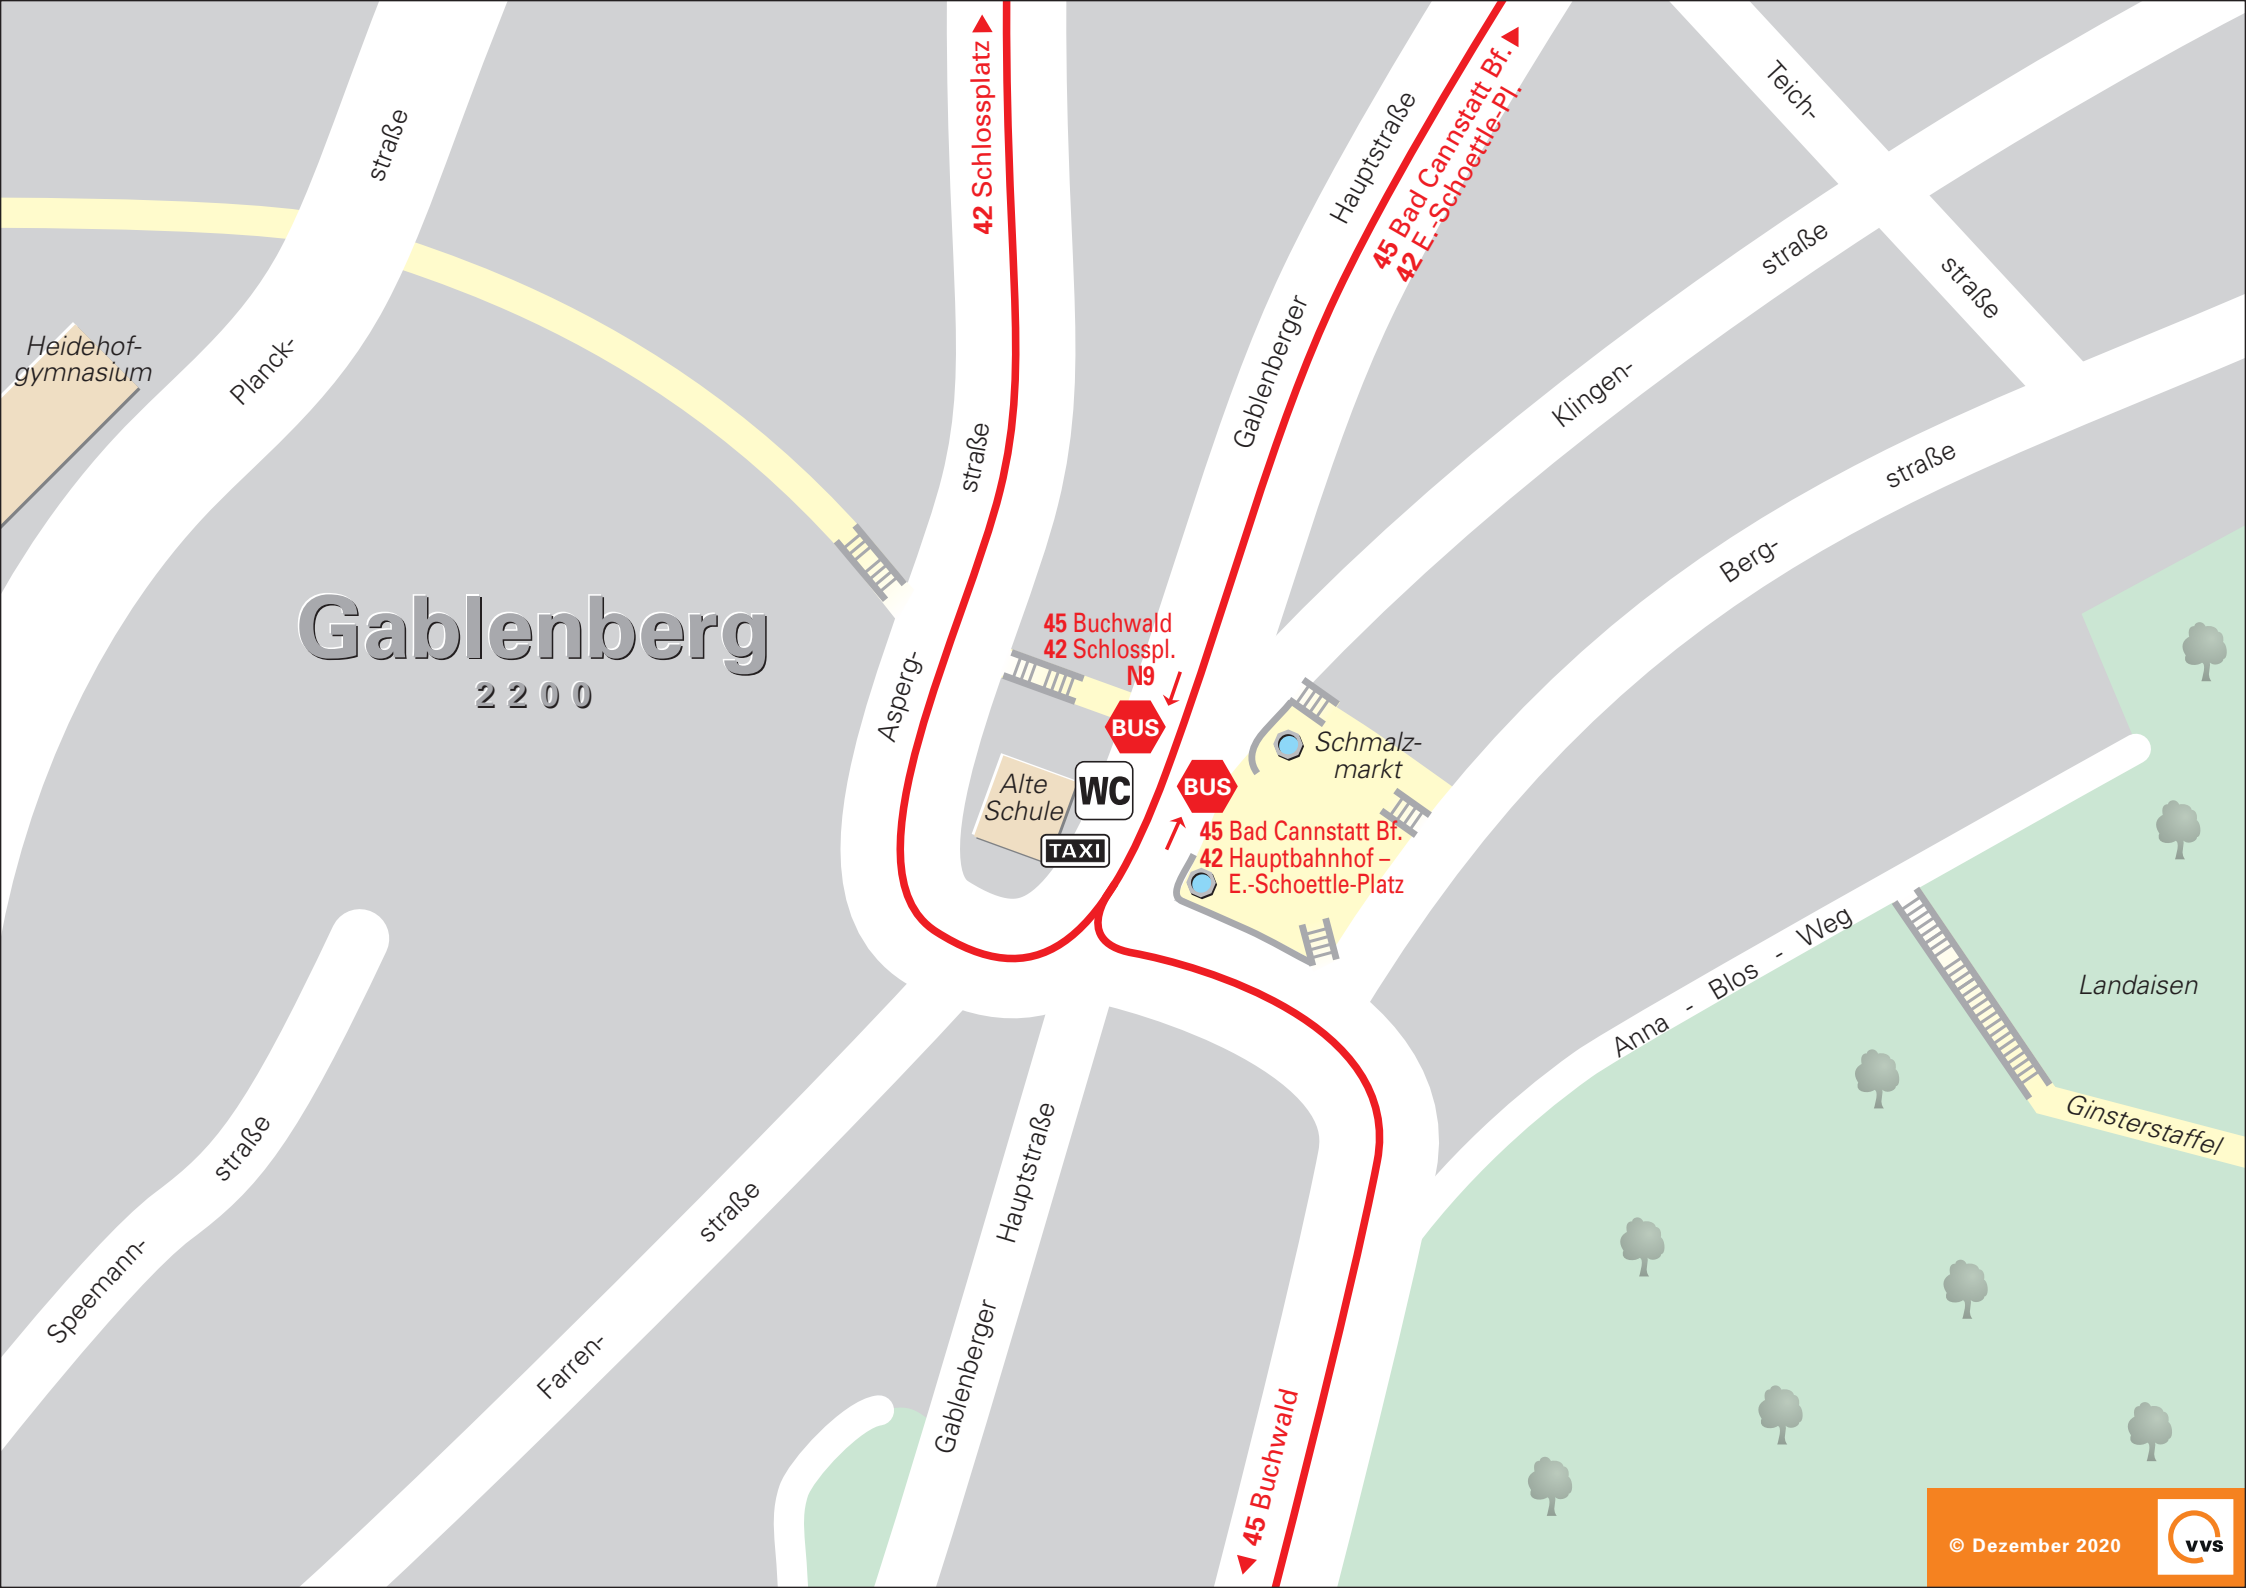 42 Schlossplatz
45 Bad Cannstatt Bf.
42 E.-Schoettle-Pl.
Teich-
straße
straße
Planck-
Heidehof-
gymnasium
Hauptstraße
Gablenberger
straße
Klingen-
straße
Berg-
straße
Asperg-
Gablenberg
2200
45 Buchwald
42 Schlosspl.
N9
BUS
BUS
Schmalz-
markt
Alte
Schule
WC
TAXI
45 Bad Cannstatt Bf.
42 Hauptbahnhof –
E.-Schoettle-Platz
Anna - Blos - Weg
Landaisen
Ginsterstaffel
straße
Speemann-
straße
Farren-
Hauptstraße
Gablenberger
45 Buchwald
© Dezember 2020
VVS